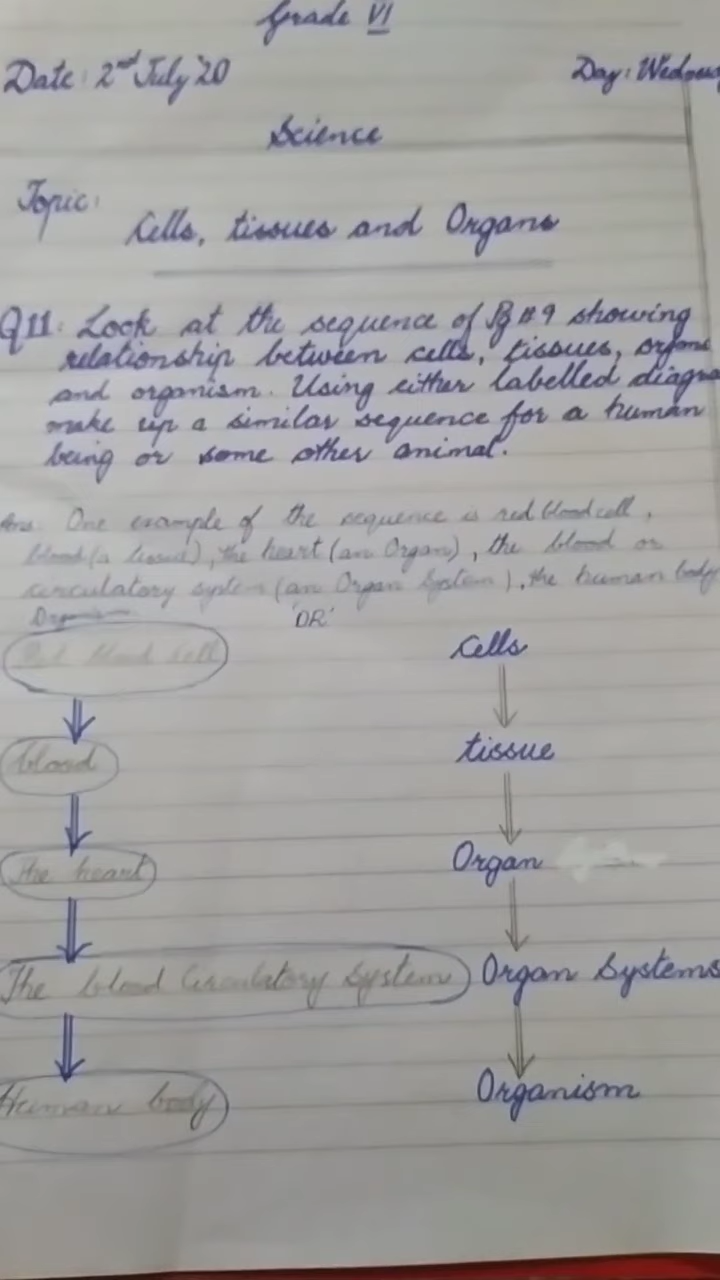 Grade VI
Date: 2nd July '20 Day: Wednes
Science
Topic:
Cells, tissues and Organs
Q11: Look at the sequence of Pg # 9 showing
relationship between cells, tissues, organs
and organism. Using either labelled diagra
make up a similar sequence for a human
being or some other animal.
Ans. One example of the sequence is red blood cell,
blood (a tissue), the heart (an Organ), the blood or
circulatory system (an Organ System), the human body
Organism 'OR'
Red blood cell Cells
blood tissue
The heart Organ
The blood Circulatory System Organ Systems
Human body Organism